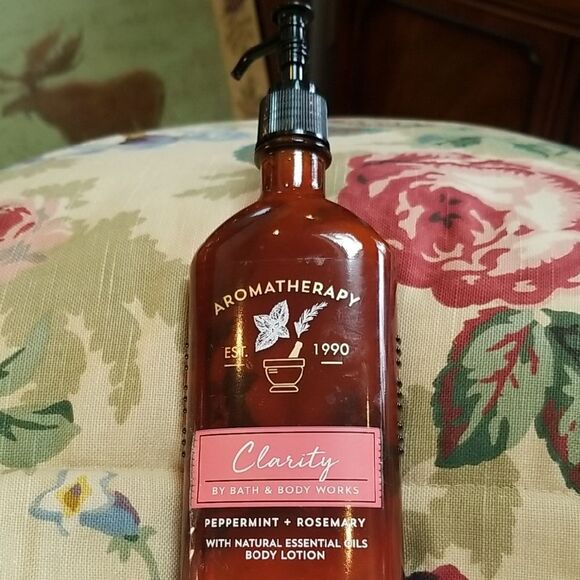 AROMATHERAPY
EST. 1990
Clarity
BY BATH & BODY WORKS
PEPPERMINT + ROSEMARY
WITH NATURAL ESSENTIAL OILS
BODY LOTION